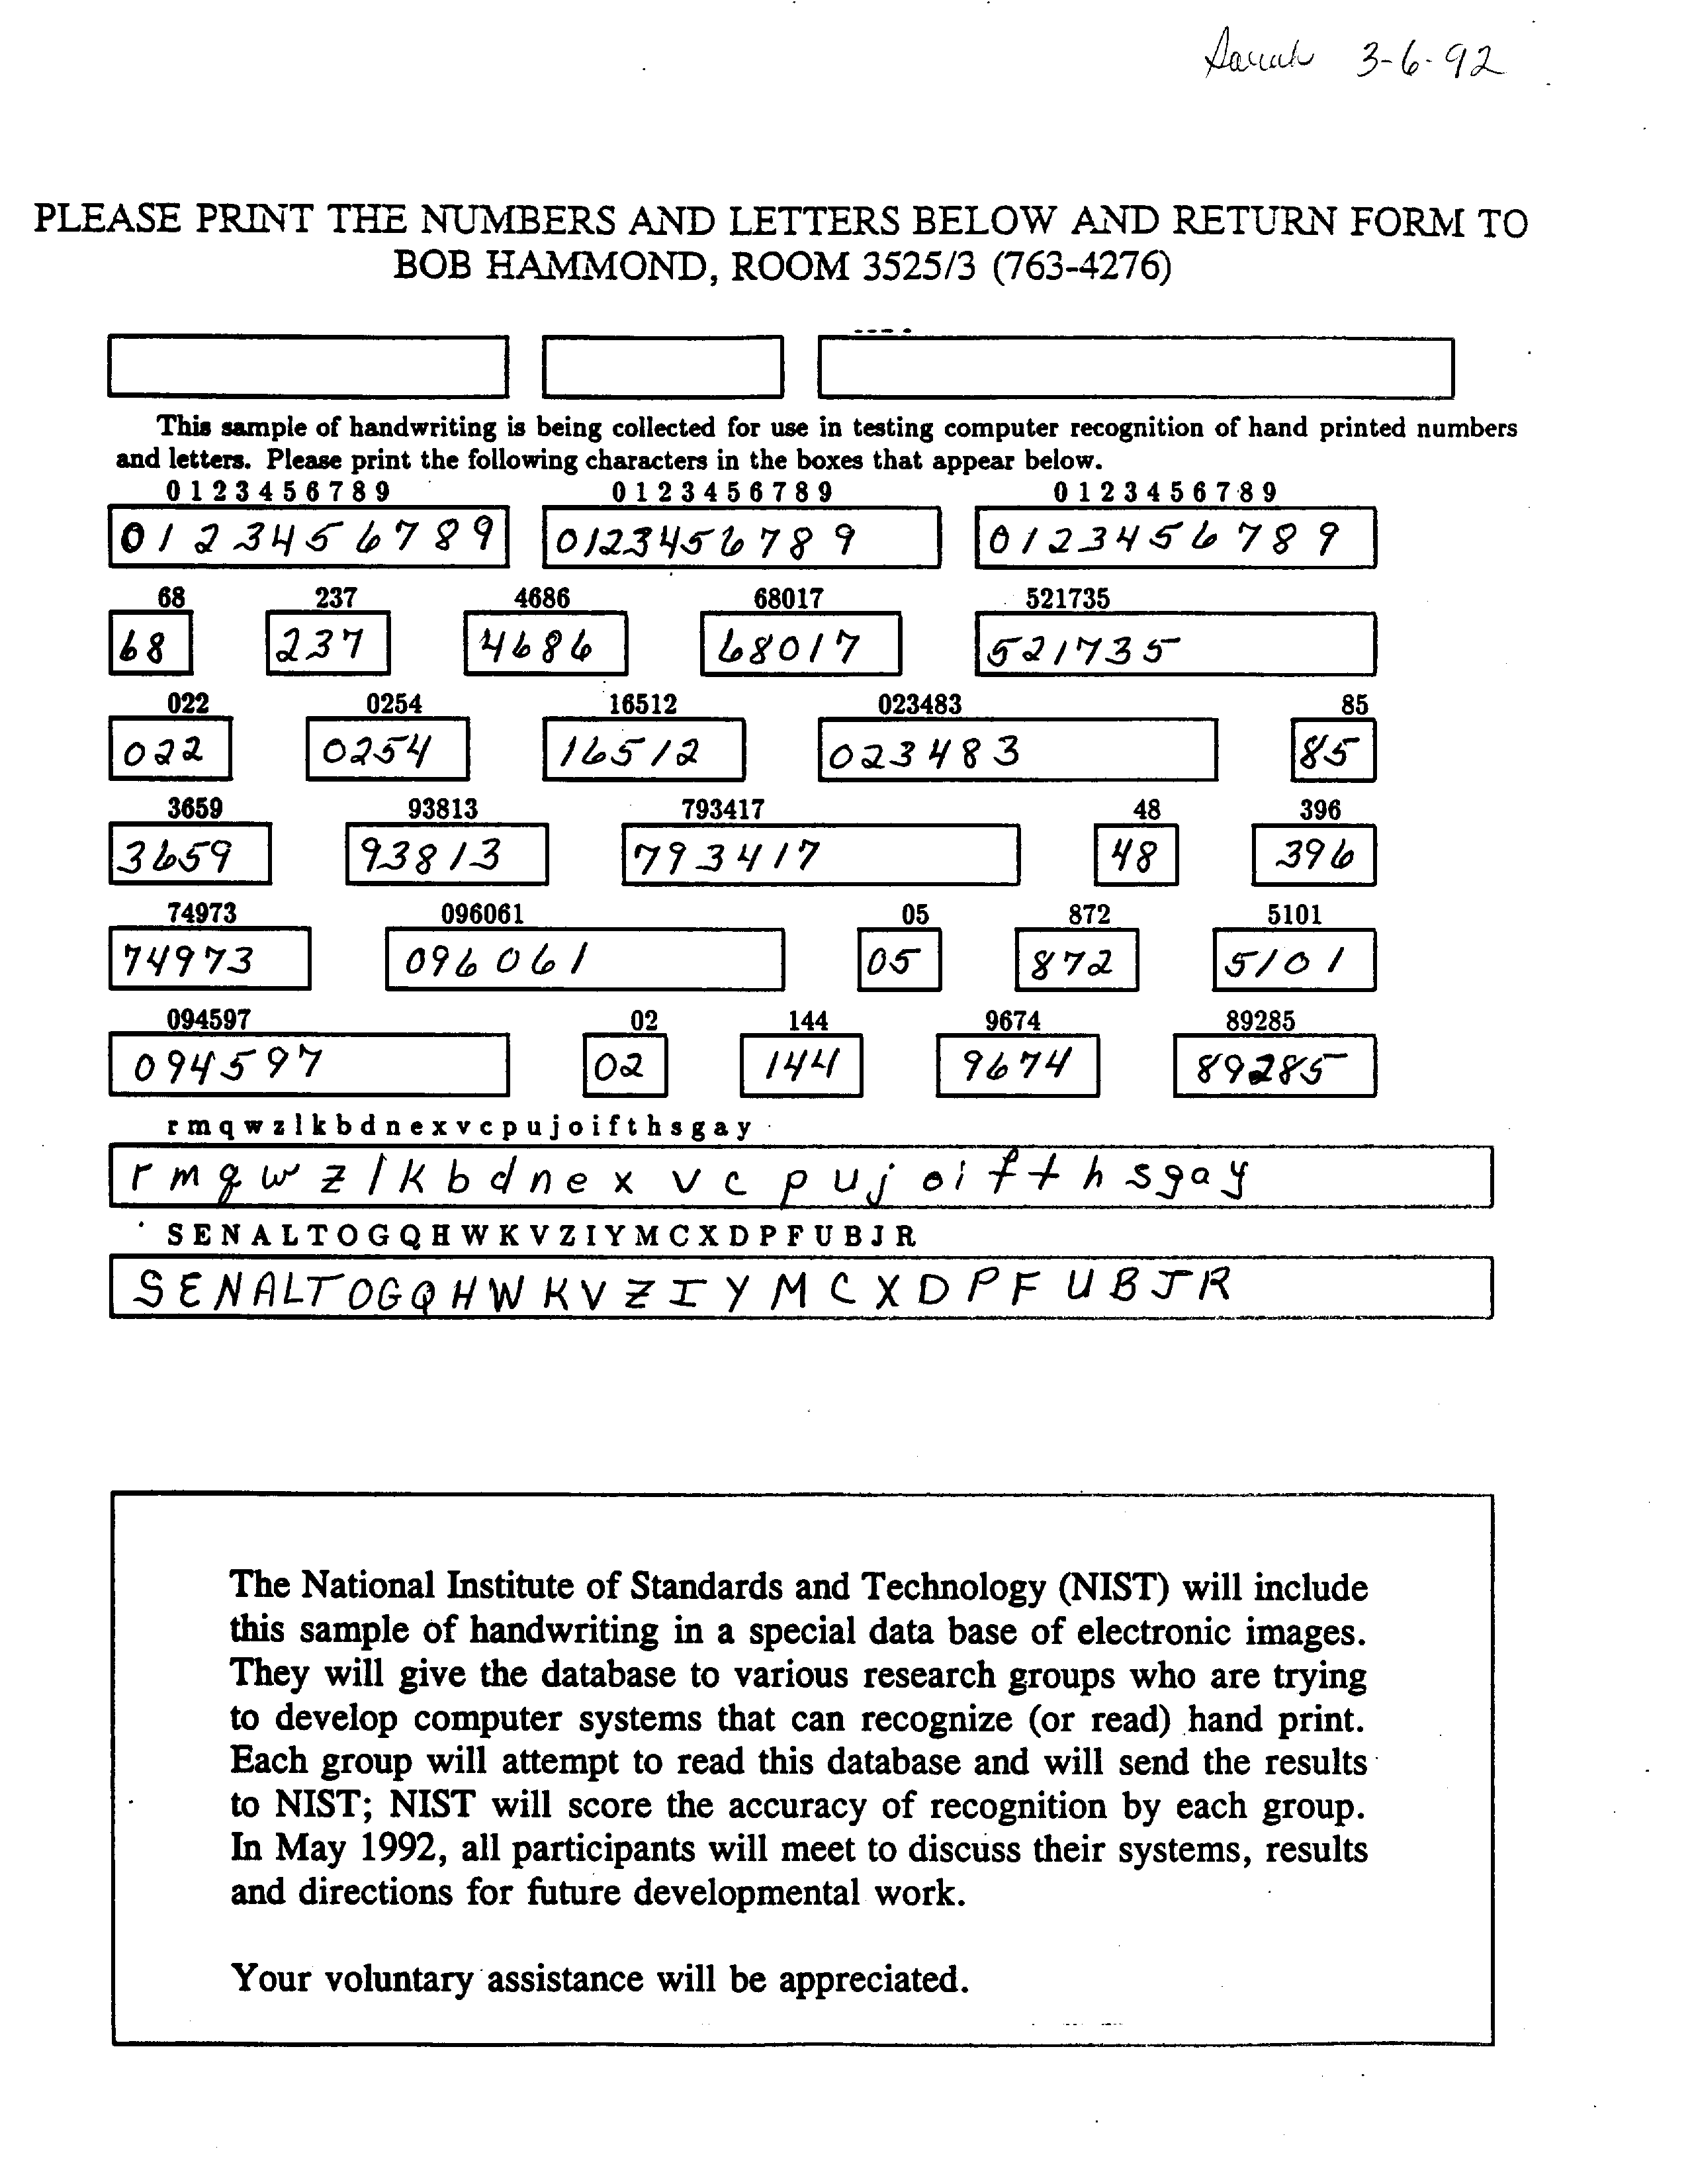 Sarah 3-6-92
PLEASE PRINT THE NUMBERS AND LETTERS BELOW AND RETURN FORM TO
BOB HAMMOND, ROOM 3525/3 (763-4276)
This sample of handwriting is being collected for use in testing computer recognition of hand printed numbers
and letters. Please print the following characters in the boxes that appear below.
0 1 2 3 4 5 6 7 8 9 0 1 2 3 4 5 6 7 8 9 0 1 2 3 4 5 6 7 8 9
0 1 2 3 4 5 6 7 8 9 0 1 2 3 4 5 6 7 8 9 0 1 2 3 4 5 6 7 8 9
68 237 4686 68017 521735
68 237 4686 68017 521735
022 0254 16512 023483 85
022 0254 16512 023483 85
3659 93813 793417 48 396
3659 93813 793417 48 396
74973 096061 05 872 5101
74973 096061 05 872 5101
094597 02 144 9674 89285
094597 02 144 9674 89285
r m q w z l k b d n e x v c p u j o i f t h s g a y
r m q w z l k b d n e x v c p u j o i f t h s g a y
S E N A L T O G Q H W K V Z I Y M C X D P F U B J R
S E N A L T O G Q H W K V Z I Y M C X D P F U B J R
The National Institute of Standards and Technology (NIST) will include
this sample of handwriting in a special data base of electronic images.
They will give the database to various research groups who are trying
to develop computer systems that can recognize (or read) hand print.
Each group will attempt to read this database and will send the results
to NIST; NIST will score the accuracy of recognition by each group.
In May 1992, all participants will meet to discuss their systems, results
and directions for future developmental work.
Your voluntary assistance will be appreciated.